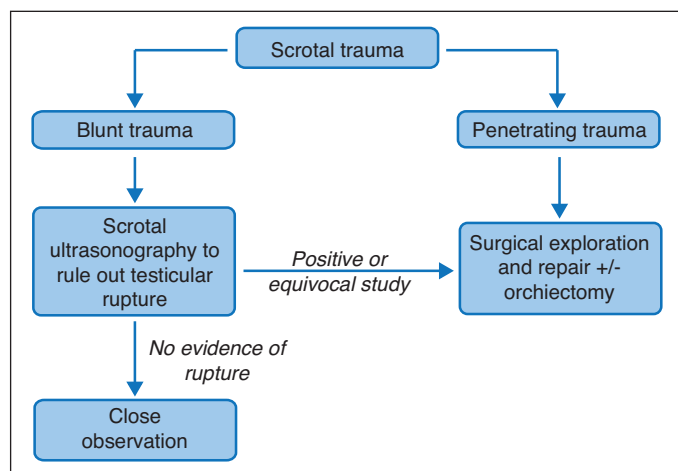 Scrotal trauma
Blunt trauma
Penetrating trauma
Scrotal
ultrasonography to
rule out testicular
rupture
Positive or
equivocal study
Surgical exploration
and repair +/-
orchiectomy
No evidence of
rupture
Close
observation